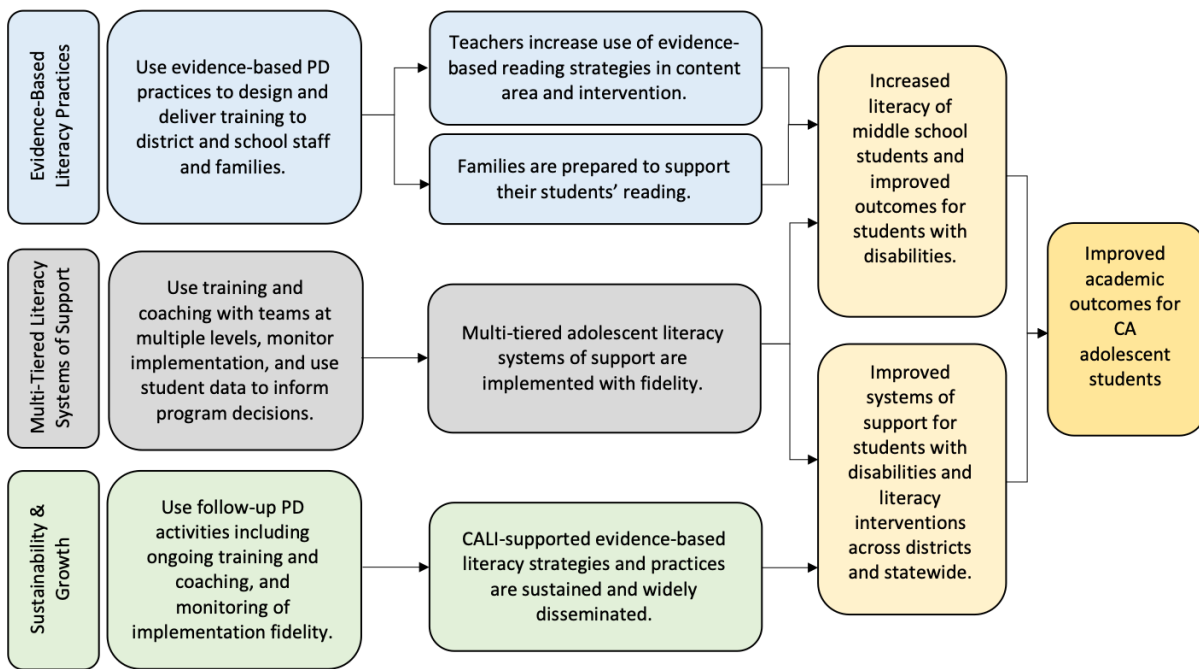 Evidence-Based
Literacy Practices
Use evidence-based PD
practices to design and
deliver training to
district and school staff
and families.
Teachers increase use of evidence-
based reading strategies in content
area and intervention.
Families are prepared to support
their students’ reading.
Increased
literacy of
middle school
students and
improved
outcomes for
students with
disabilities.
Multi-Tiered Literacy
Systems of Support
Use training and
coaching with teams at
multiple levels, monitor
implementation, and use
student data to inform
program decisions.
Multi-tiered adolescent literacy
systems of support are
implemented with fidelity.
Improved
academic
outcomes for
CA
adolescent
students
Improved
systems of
support for
students with
disabilities and
literacy
interventions
across districts
and statewide.
Sustainability &
Growth
Use follow-up PD
activities including
ongoing training and
coaching, and
monitoring of
implementation fidelity.
CALI-supported evidence-based
literacy strategies and practices
are sustained and widely
disseminated.